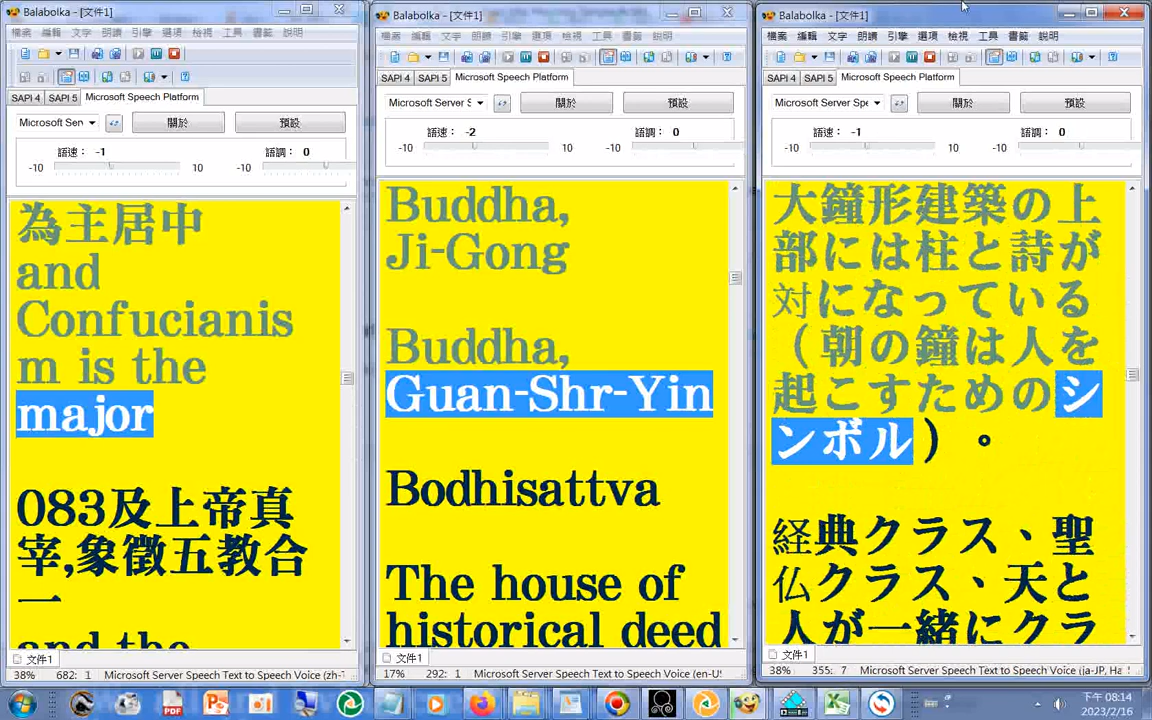 Balabolka - [文件1]
檔案 編輯 文字 朗讀 引擎 選項 檢視 工具 書籤 說明
SAPI 4 SAPI 5 Microsoft Speech Platform
Microsoft Ser 關於 預設
語速： -1 語調： 0
-10 10 -10
為主居中
and
Confucianis
m is the
major
083及上帝真
宰,象徵五教合
一
and the
文件1
38% 682: 1 Microsoft Server Speech Text to Speech Voice (zh-T
Balabolka - [文件1]
檔案 編輯 文字 朗讀 引擎 選項 檢視 工具 書籤 說明
SAPI 4 SAPI 5 Microsoft Speech Platform
Microsoft Server S 關於 預設
語速： -2 語調： 0
-10 10 -10
Buddha,
Ji-Gong
Buddha,
Guan-Shr-Yin
Bodhisattva
The house of
historical deed
文件1
17% 292: 1 Microsoft Server Speech Text to Speech Voice (en-US
Balabolka - [文件1]
檔案 編輯 文字 朗讀 引擎 選項 檢視 工具 書籤 說明
SAPI 4 SAPI 5 Microsoft Speech Platform
Microsoft Server Spe 關於 預設
語速： -1 語調： 0
-10 10 -10
大鐘形建築の上
部には柱と詩が
対になっている
（朝の鐘は人を
起こすためのシ
ンボル）。
経典クラス、聖
仏クラス、天と
人が一緒にクラ
文件1
38% 355: 7 Microsoft Server Speech Text to Speech Voice (ja-JP, Ha
下午 08:14
2023/2/16